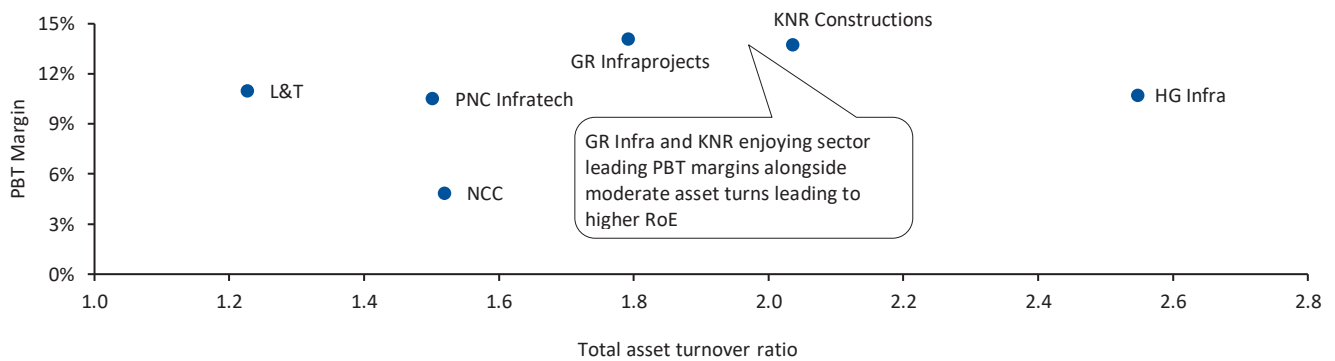 15%
KNR Constructions
GR Infraprojects
12%
L&T
PNC Infratech
HG Infra
9%
PBT Margin
GR Infra and KNR enjoying sector
leading PBT margins alongside
moderate asset turns leading to
higher RoE
6%
NCC
3%
0%
1.0 1.2 1.4 1.6 1.8 2.0 2.2 2.4 2.6 2.8
Total asset turnover ratio